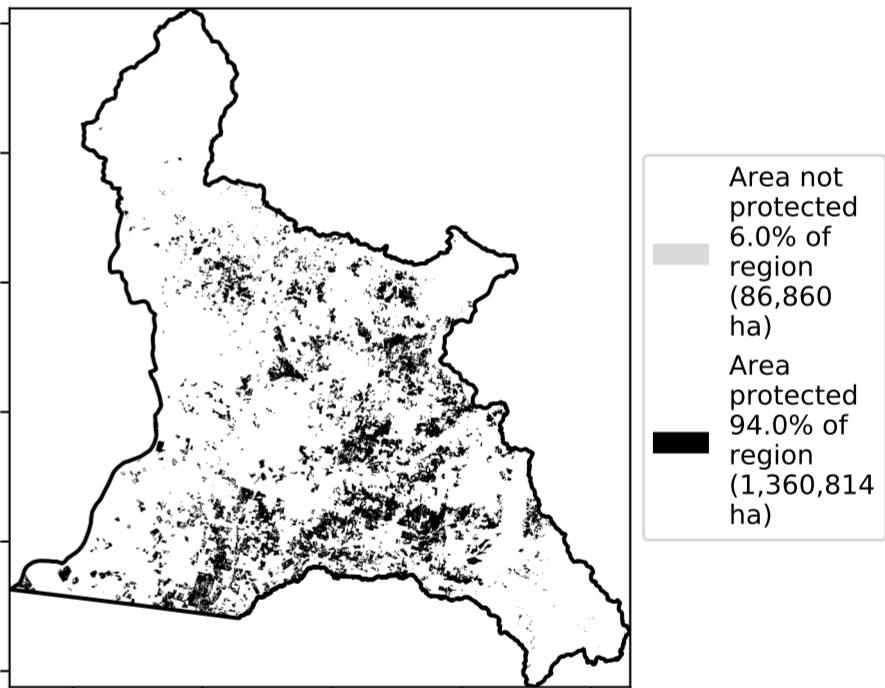 Area not
protected
6.0% of
region
(86,860
ha)
Area
protected
94.0% of
region
(1,360,814
ha)